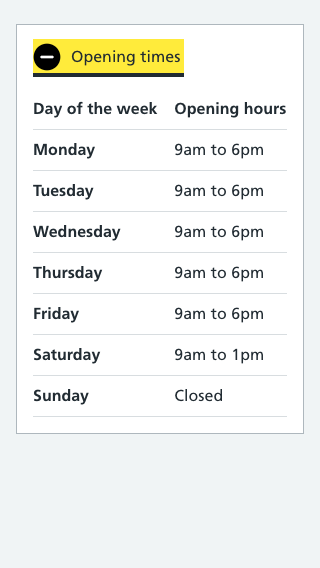 Opening times
Day of the week Opening hours
Monday 9am to 6pm
Tuesday 9am to 6pm
Wednesday 9am to 6pm
Thursday 9am to 6pm
Friday 9am to 6pm
Saturday 9am to 1pm
Sunday Closed